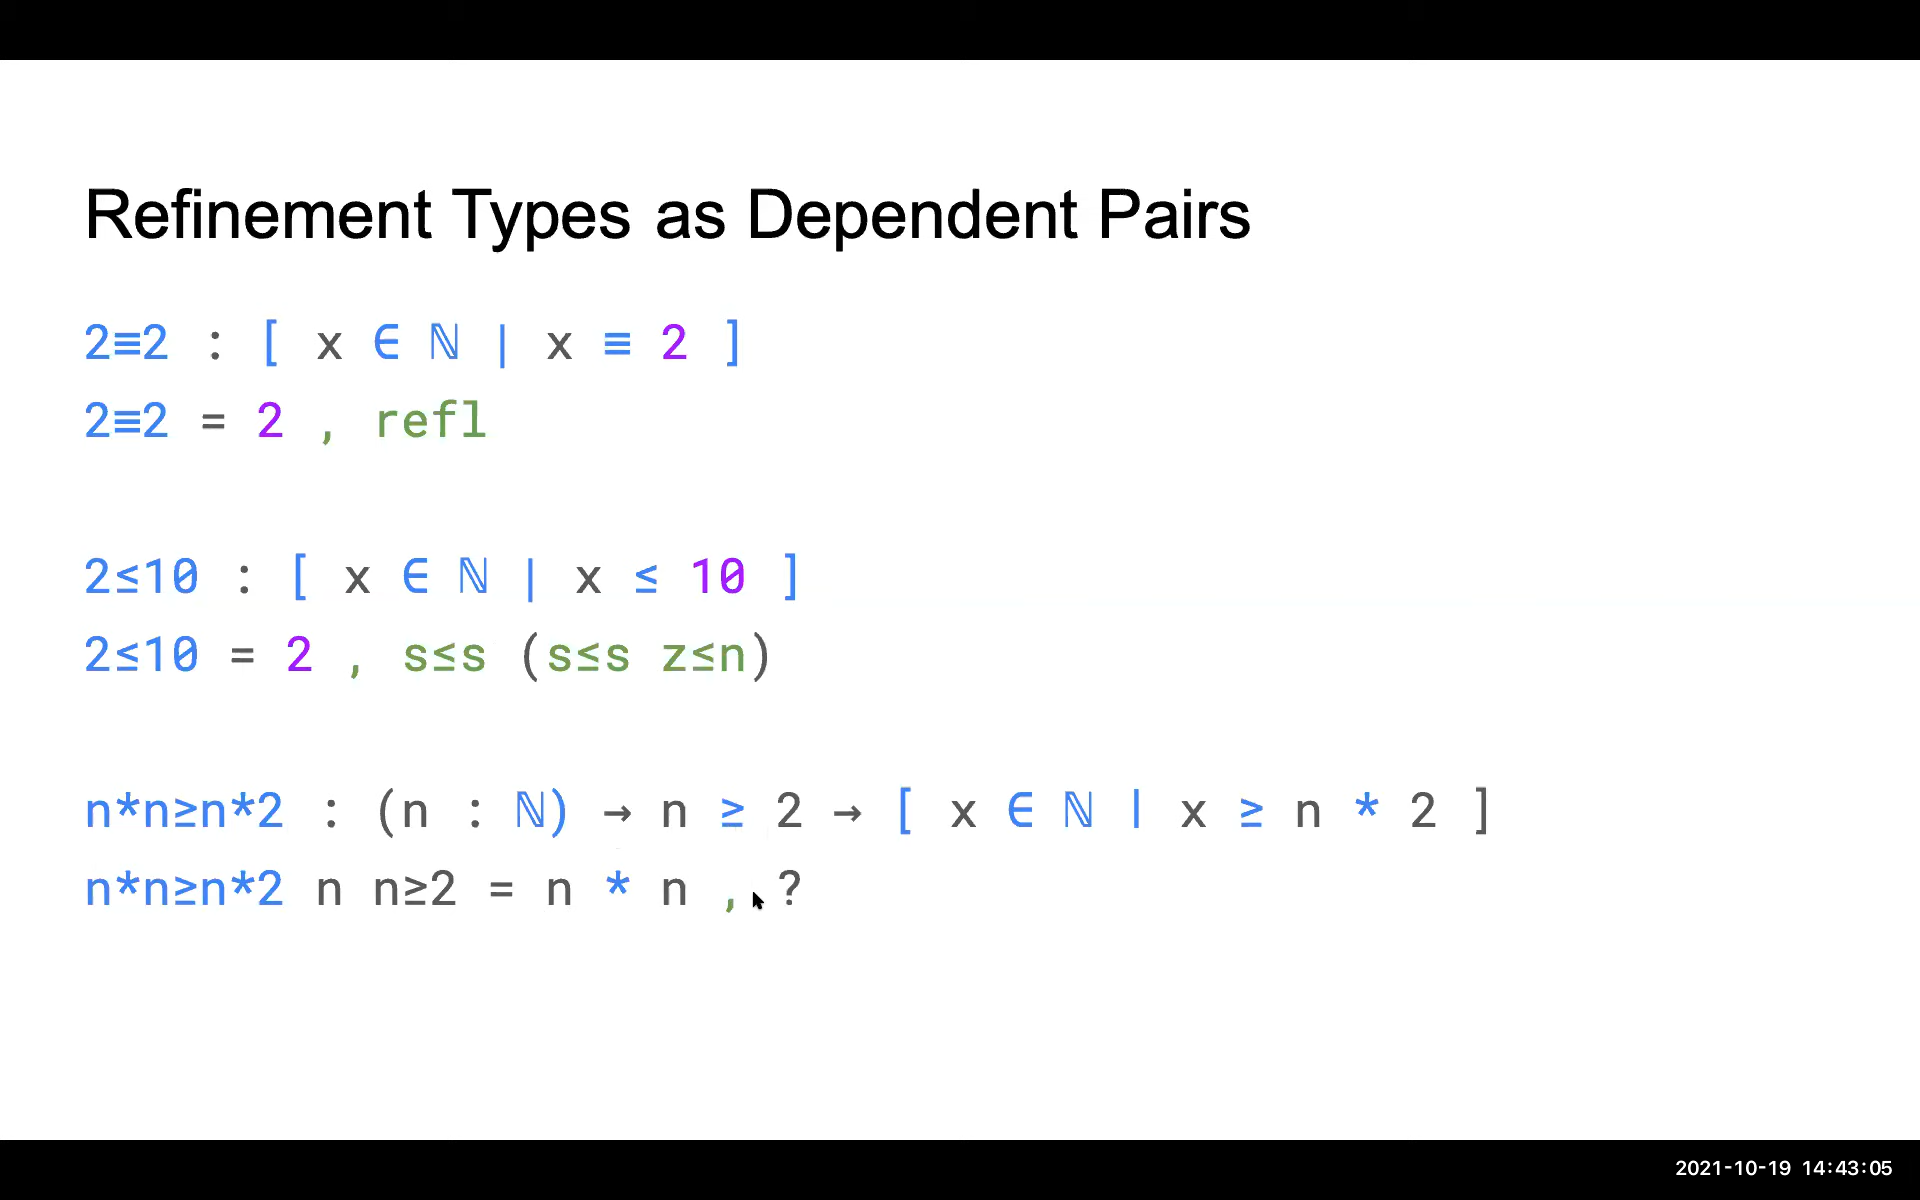 Refinement Types as Dependent Pairs
2≡2 : [ x ∈ ℕ | x ≡ 2 ]
2≡2 = 2 , refl
2≤10 : [ x ∈ ℕ | x ≤ 10 ]
2≤10 = 2 , s≤s (s≤s z≤n)
n*n≥n*2 : (n : ℕ) → n ≥ 2 → [ x ∈ ℕ | x ≥ n * 2 ]
n*n≥n*2 n n≥2 = n * n , ?
2021-10-19 14:43:05